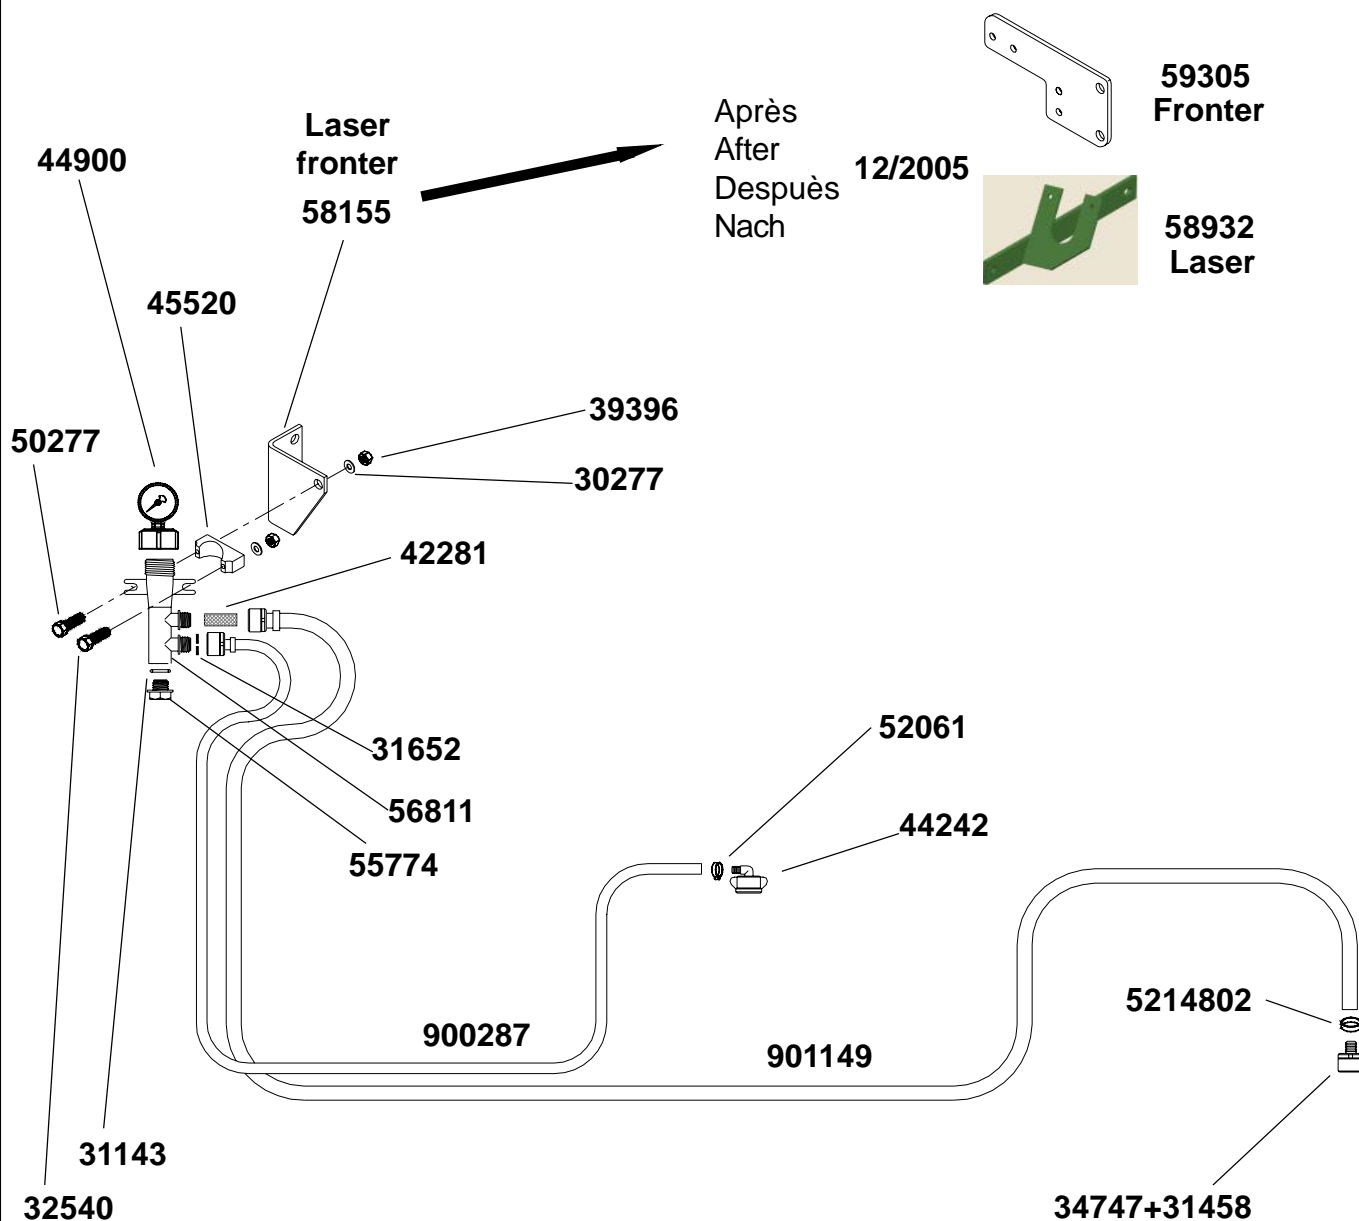 59305
Fronter
Laser
fronter
58155
44900
Après
After
Despuès
Nach
12/2005
58932
Laser
45520
39396
50277
30277
42281
31652
52061
56811
44242
55774
5214802
900287
901149
31143
32540
34747+31458